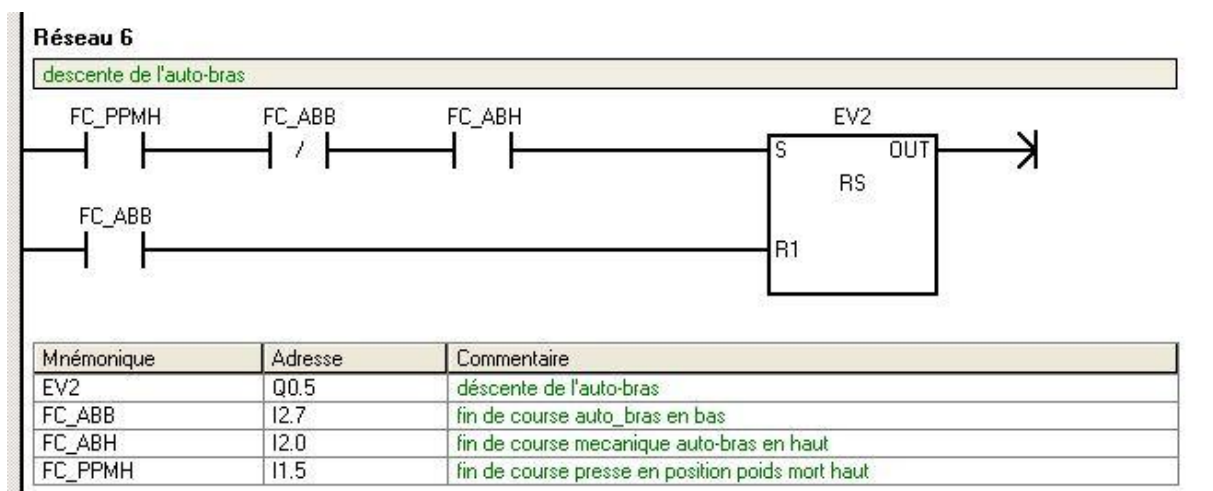 Réseau 6
descente de l'auto-bras
FC_PPMH FC_ABB FC_ABH EV2
/ S OUT
RS
FC_ABB
R1
Mnémonique Adresse Commentaire
EV2 Q0.5 déscente de l'auto-bras
FC_ABB I2.7 fin de course auto_bras en bas
FC_ABH I2.0 fin de course mecanique auto-bras en haut
FC_PPMH I1.5 fin de course presse en position poids mort haut